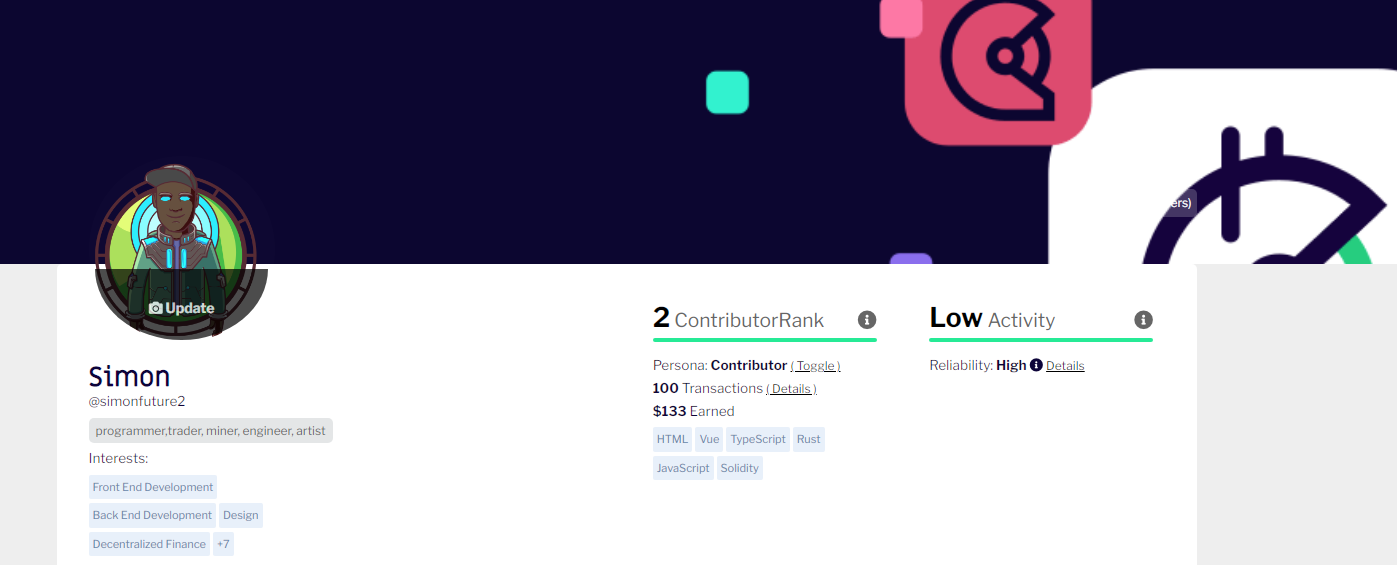 ers)
Update
Simon
@simonfuture2
programmer,trader, miner, engineer, artist
Interests:
Front End Development
Back End Development Design
Decentralized Finance +7
2 ContributorRank
Persona: Contributor ( Toggle )
100 Transactions ( Details )
$133 Earned
HTML Vue TypeScript Rust
JavaScript Solidity
Low Activity
Reliability: High Details